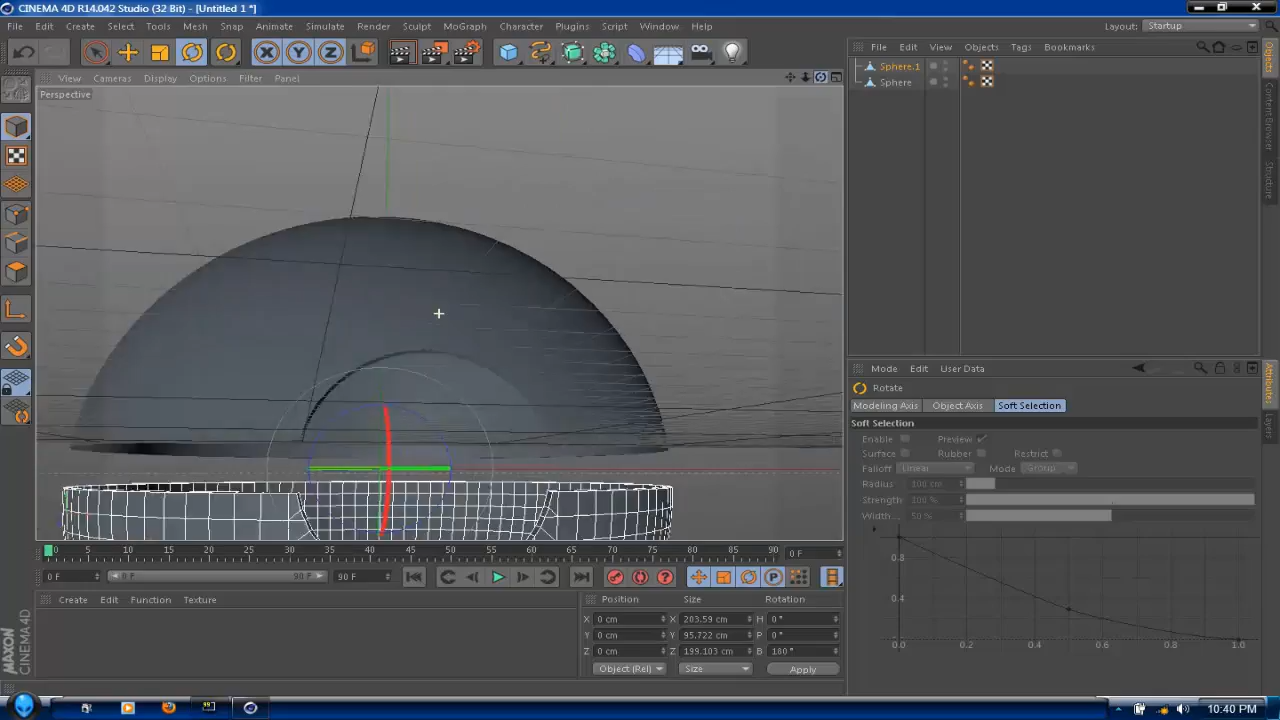 CINEMA 4D R14.042 Studio (32 Bit) - [Untitled 1 *]
File Edit Create Select Tools Mesh Snap Animate Simulate Render Sculpt MoGraph Character Plugins Script Window Help
Layout: Startup
View Cameras Display Options Filter Panel
Perspective
X Y Z
File Edit View Objects Tags Bookmarks
Sphere.1
Sphere
Objects
Content Browser
Structure
Mode Edit User Data
Rotate
Modeling Axis Object Axis Soft Selection
Soft Selection
Enable Preview
Surface Rubber Restrict
Falloff Linear Mode Group
Radius 100 cm
Strength 100 %
Width... 50 %
0.8
0.4
0.0 0.2 0.4 0.6 0.8 1.0
Attributes
Layers
0 5 10 15 20 25 30 35 40 45 50 55 60 65 70 75 80 85 90 0 F
0 F 0 F 90 F 90 F
P
Create Edit Function Texture
Position Size Rotation
X 0 cm X 203.59 cm H 0 °
Y 0 cm Y 95.722 cm P 0 °
Z 0 cm Z 199.103 cm B 180 °
Object (Rel) Size Apply
MAXON
CINEMA 4D
10:40 PM